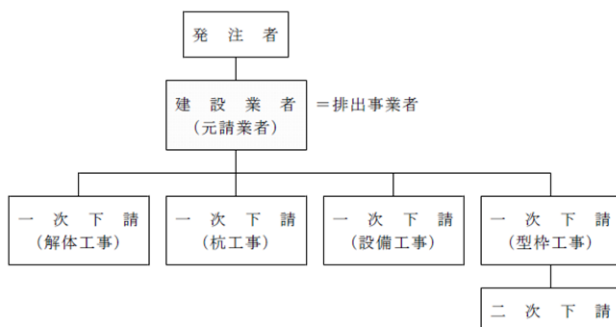 発注者
建設業者
(元請業者)
=排出事業者
一次下請
(解体工事)
一次下請
(杭工事)
一次下請
(設備工事)
一次下請
(型枠工事)
二次下請